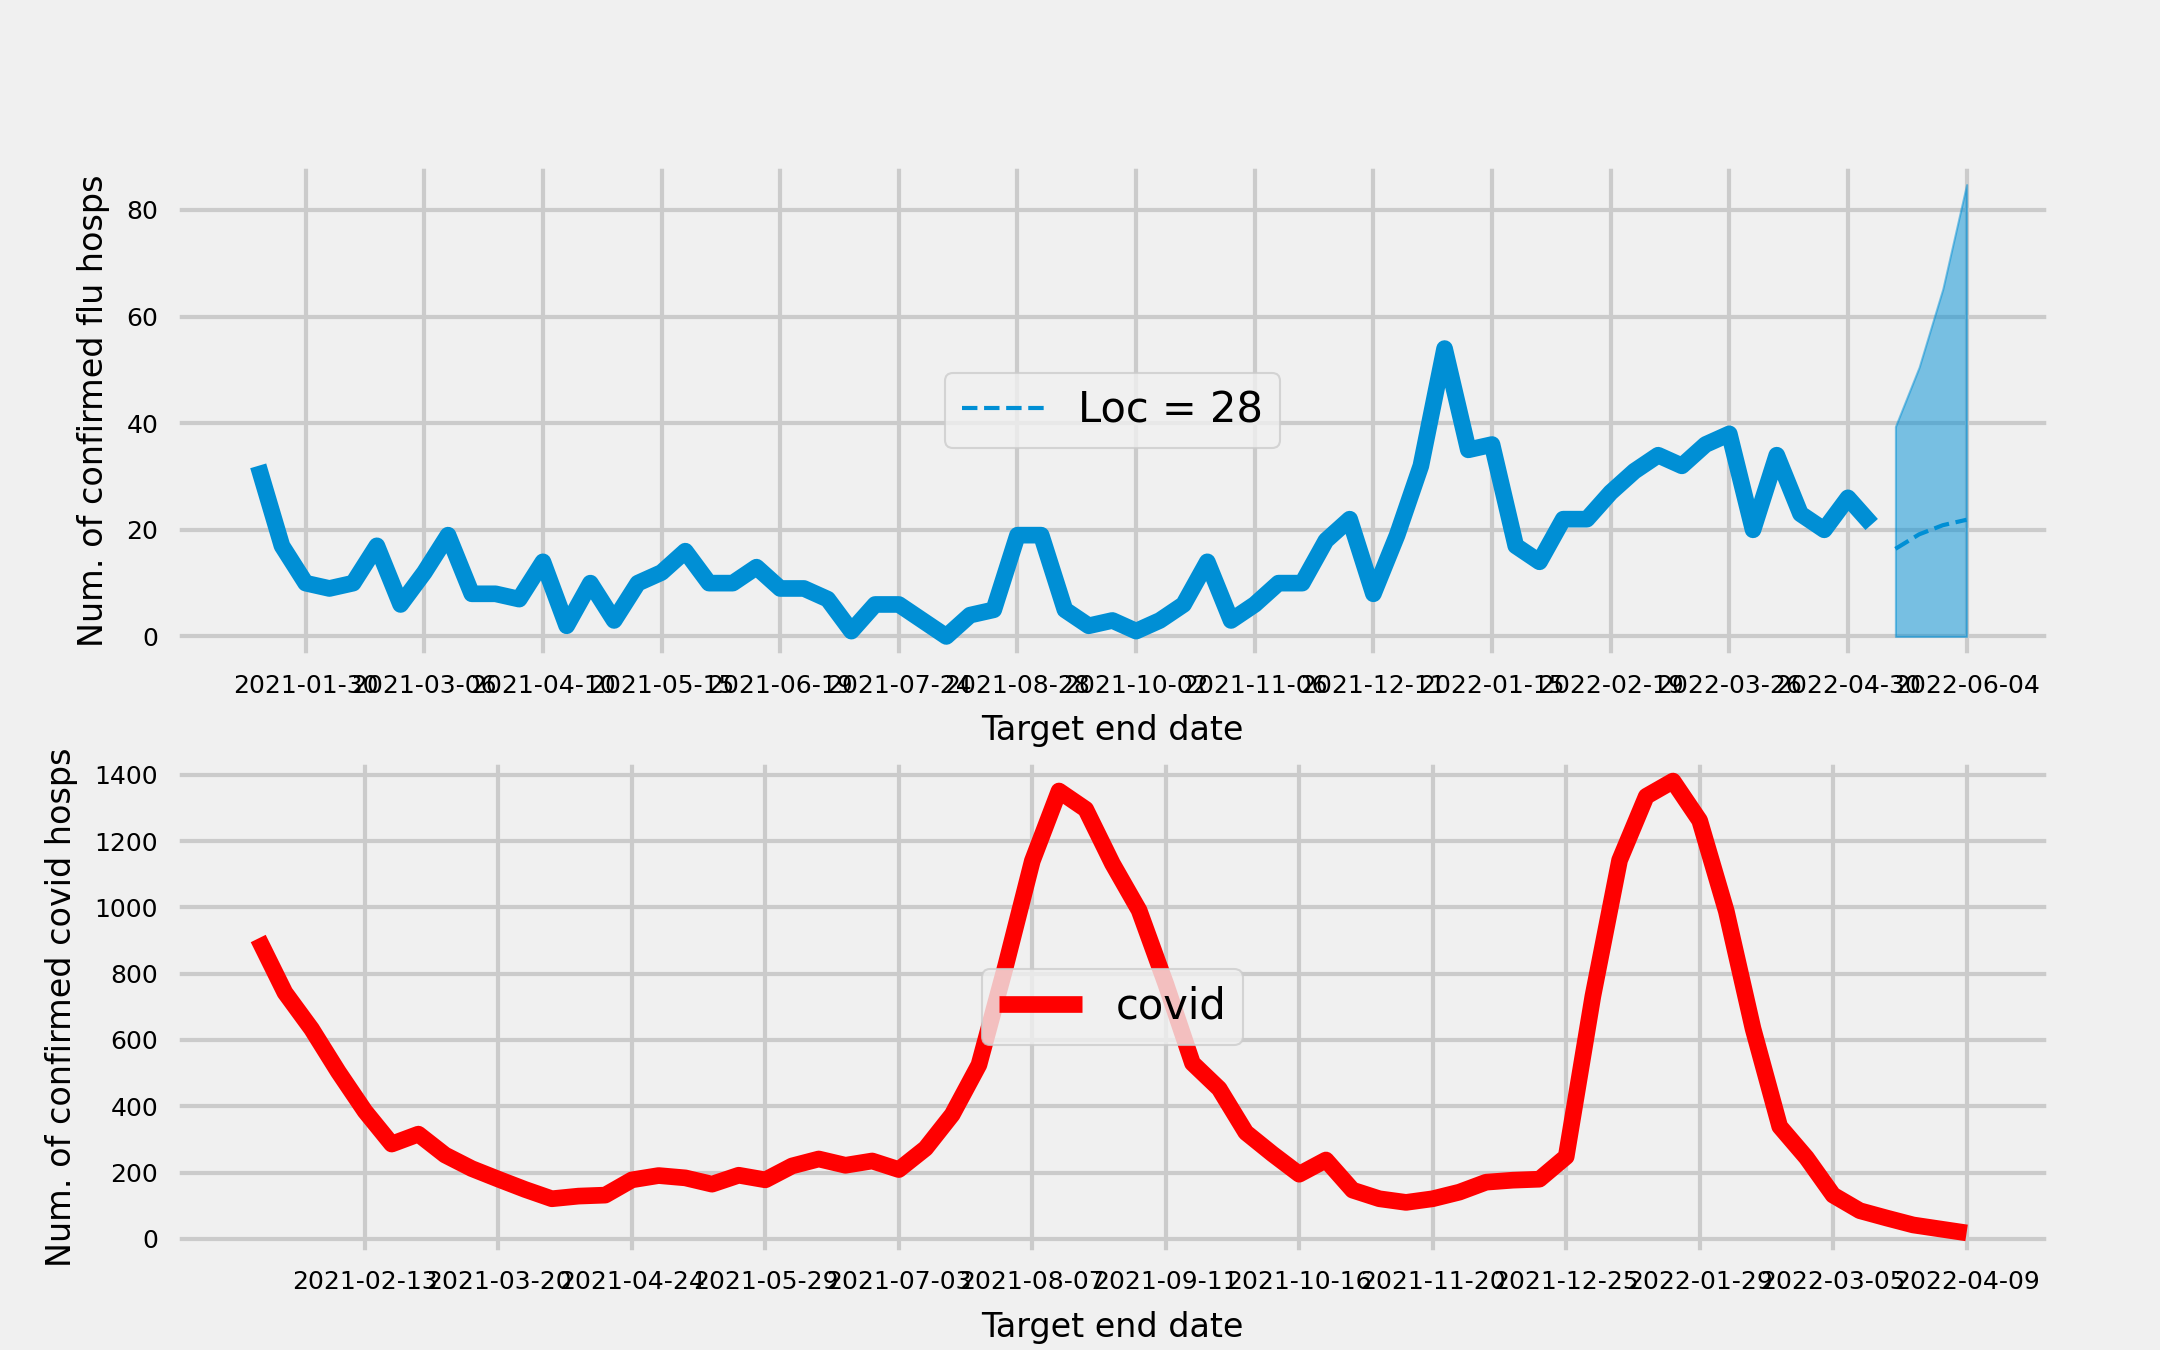 Num. of confirmed flu hosps
80
60
40
20
0
Loc = 28
2021-01-30 2021-03-06 2021-04-10 2021-05-15 2021-06-19 2021-07-24 2021-08-28 2021-10-02 2021-11-06 2021-12-11 2022-01-15 2022-02-19 2022-03-26 2022-04-30 2022-06-04
Target end date
Num. of confirmed covid hosps
1400
1200
1000
800
600
400
200
0
covid
2021-02-13 2021-03-20 2021-04-24 2021-05-29 2021-07-03 2021-08-07 2021-09-11 2021-10-16 2021-11-20 2021-12-25 2022-01-29 2022-03-05 2022-04-09
Target end date